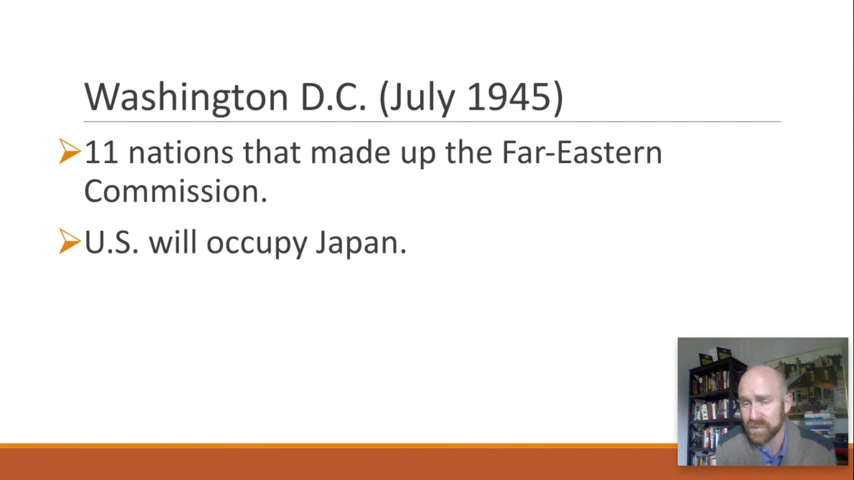 Washington D.C. (July 1945)
11 nations that made up the Far-Eastern
Commission.
U.S. will occupy Japan.